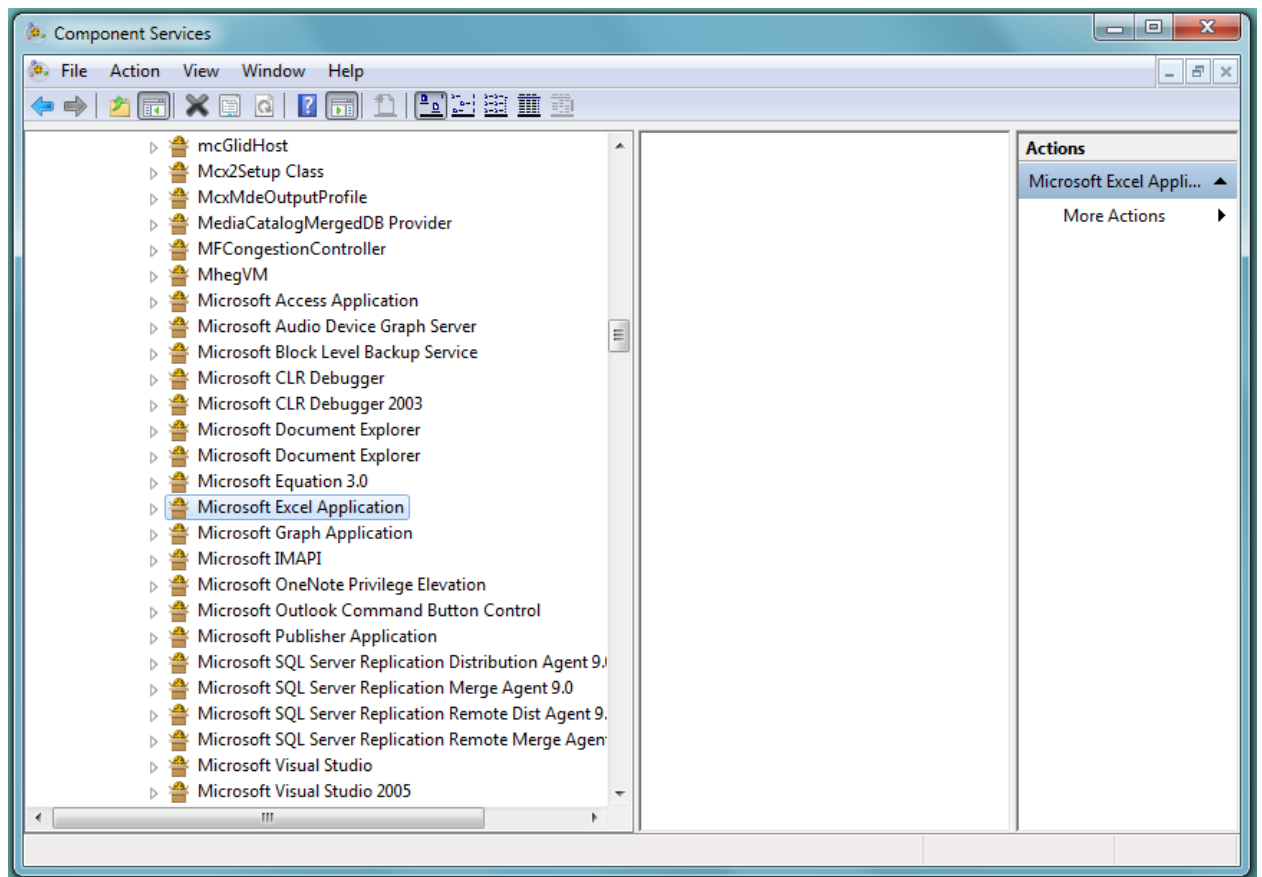 Component Services
File Action View Window Help
mcGlidHost
Mcx2Setup Class
McxMdeOutputProfile
MediaCatalogMergedDB Provider
MFCongestionController
MhegVM
Microsoft Access Application
Microsoft Audio Device Graph Server
Microsoft Block Level Backup Service
Microsoft CLR Debugger
Microsoft CLR Debugger 2003
Microsoft Document Explorer
Microsoft Document Explorer
Microsoft Equation 3.0
Microsoft Excel Application
Microsoft Graph Application
Microsoft IMAPI
Microsoft OneNote Privilege Elevation
Microsoft Outlook Command Button Control
Microsoft Publisher Application
Microsoft SQL Server Replication Distribution Agent 9.
Microsoft SQL Server Replication Merge Agent 9.0
Microsoft SQL Server Replication Remote Dist Agent 9.
Microsoft SQL Server Replication Remote Merge Agen
Microsoft Visual Studio
Microsoft Visual Studio 2005
Actions
Microsoft Excel Appli...
More Actions